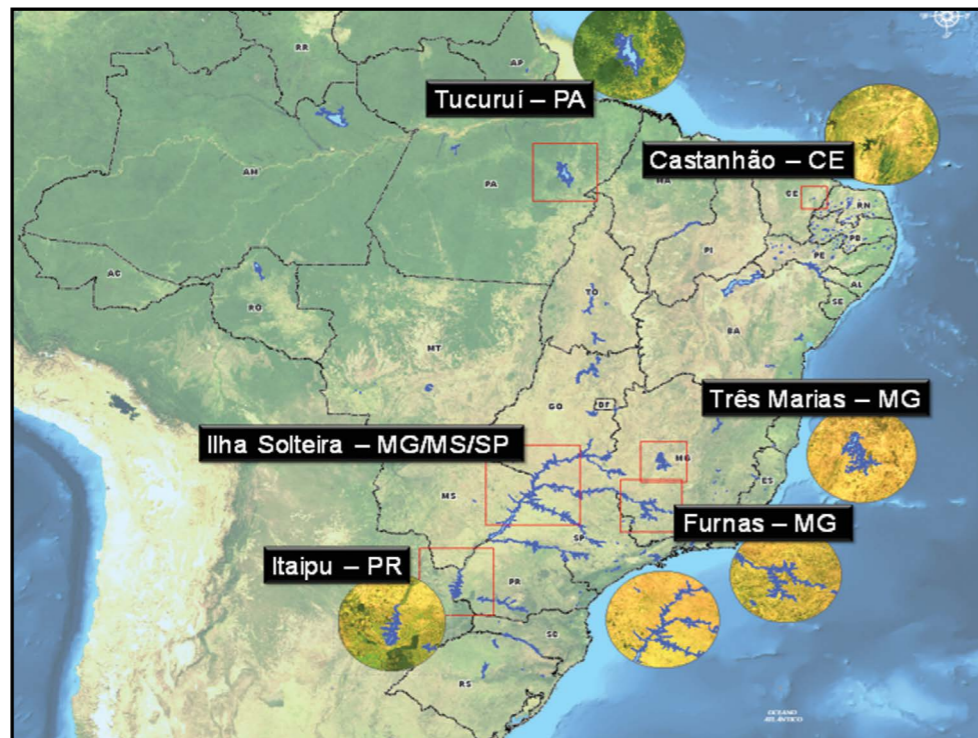 RR
AP
Tucuruí – PA
Castanhão – CE
AM
PA
MA
CE
RN
PB
PI
PE
AC
AL
TO
SE
RO
BA
MT
Três Marias – MG
GO
DF
Ilha Solteira – MG/MS/SP
MG
ES
MS
Furnas – MG
SP
Itaipu – PR
PR
SC
RS
OCEANO
ATLÂNTICO